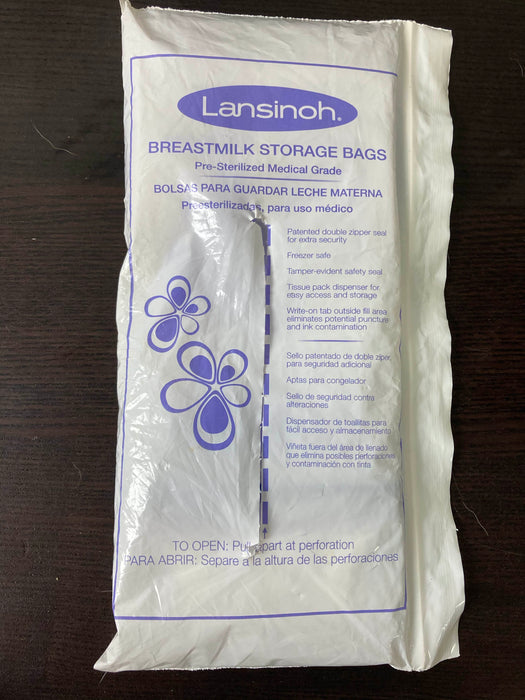 Lansinoh®
BREASTMILK STORAGE BAGS
Pre-Sterilized Medical Grade
BOLSAS PARA GUARDAR LECHE MATERNA
Preesterilizadas, para uso médico
Patented double zipper seal
for extra security
Freezer safe
Tamper-evident safety seal
Tissue pack dispenser for
easy access and storage
Write-on tab outside fill area
eliminates potential puncture
and ink contamination
Sello patentado de doble ziper,
para seguridad adicional
Aptas para congelador
Sello de seguridad contra
alteraciones
Dispensador de toallitas para
fácil acceso y almacenamiento
Viñeta fuera del área de llenado
que elimina posibles perforaciones
y contaminación con tinta
TO OPEN: Pull apart at perforation
PARA ABRIR: Separe a la altura de las perforaciones